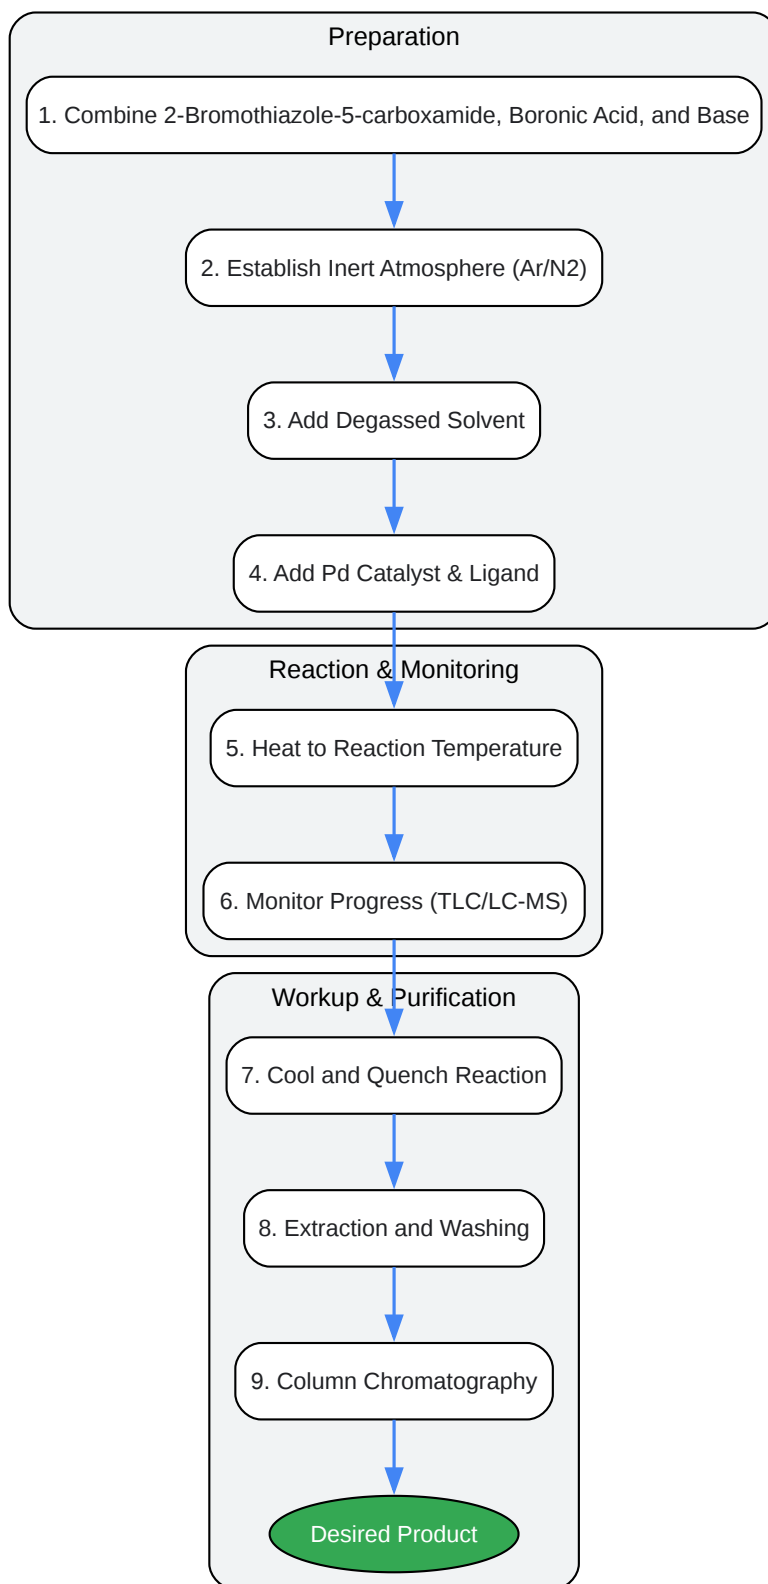 Preparation
1. Combine 2-Bromothiazole-5-carboxamide, Boronic Acid, and Base
2. Establish Inert Atmosphere (Ar/N2)
3. Add Degassed Solvent
4. Add Pd Catalyst & Ligand
Reaction & Monitoring
5. Heat to Reaction Temperature
6. Monitor Progress (TLC/LC-MS)
Workup & Purification
7. Cool and Quench Reaction
8. Extraction and Washing
9. Column Chromatography
Desired Product